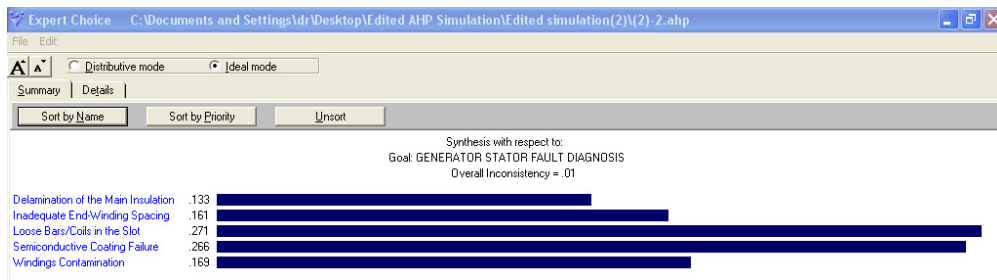 Expert Choice C:\Documents and Settings\dr\Desktop\Edited AHP Simulation\Edited simulation(2)\(2)-2.ahp
File Edit
A A Distributive mode Ideal mode
Summary Details
Sort by Name Sort by Priority Unsort
Synthesis with respect to:
Goal: GENERATOR STATOR FAULT DIAGNOSIS
Overall Inconsistency = .01
Delamination of the Main Insulation .133
Inadequate End-Winding Spacing .161
Loose Bars/Coils in the Slot .271
Semiconductive Coating Failure .266
Windings Contamination .169